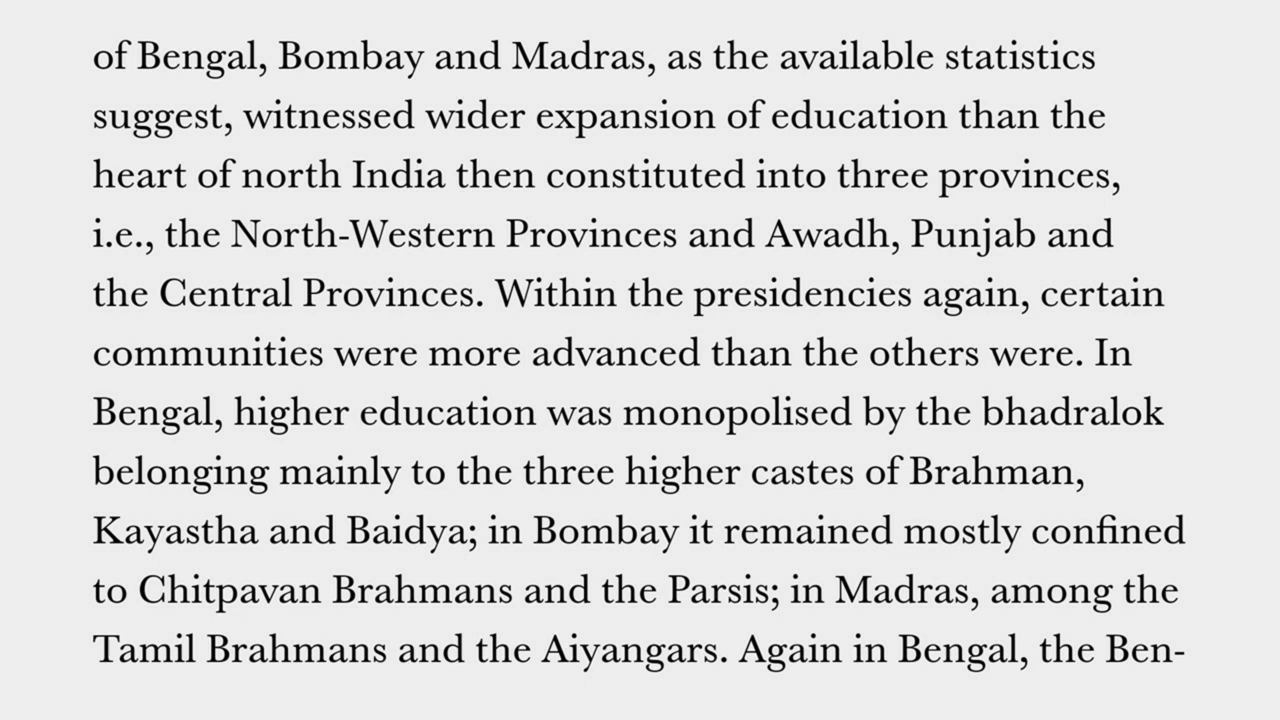 of Bengal, Bombay and Madras, as the available statistics
suggest, witnessed wider expansion of education than the
heart of north India then constituted into three provinces,
i.e., the North-Western Provinces and Awadh, Punjab and
the Central Provinces. Within the presidencies again, certain
communities were more advanced than the others were. In
Bengal, higher education was monopolised by the bhadralok
belonging mainly to the three higher castes of Brahman,
Kayastha and Baidya; in Bombay it remained mostly confined
to Chitpavan Brahmans and the Parsis; in Madras, among the
Tamil Brahmans and the Aiyangars. Again in Bengal, the Ben-